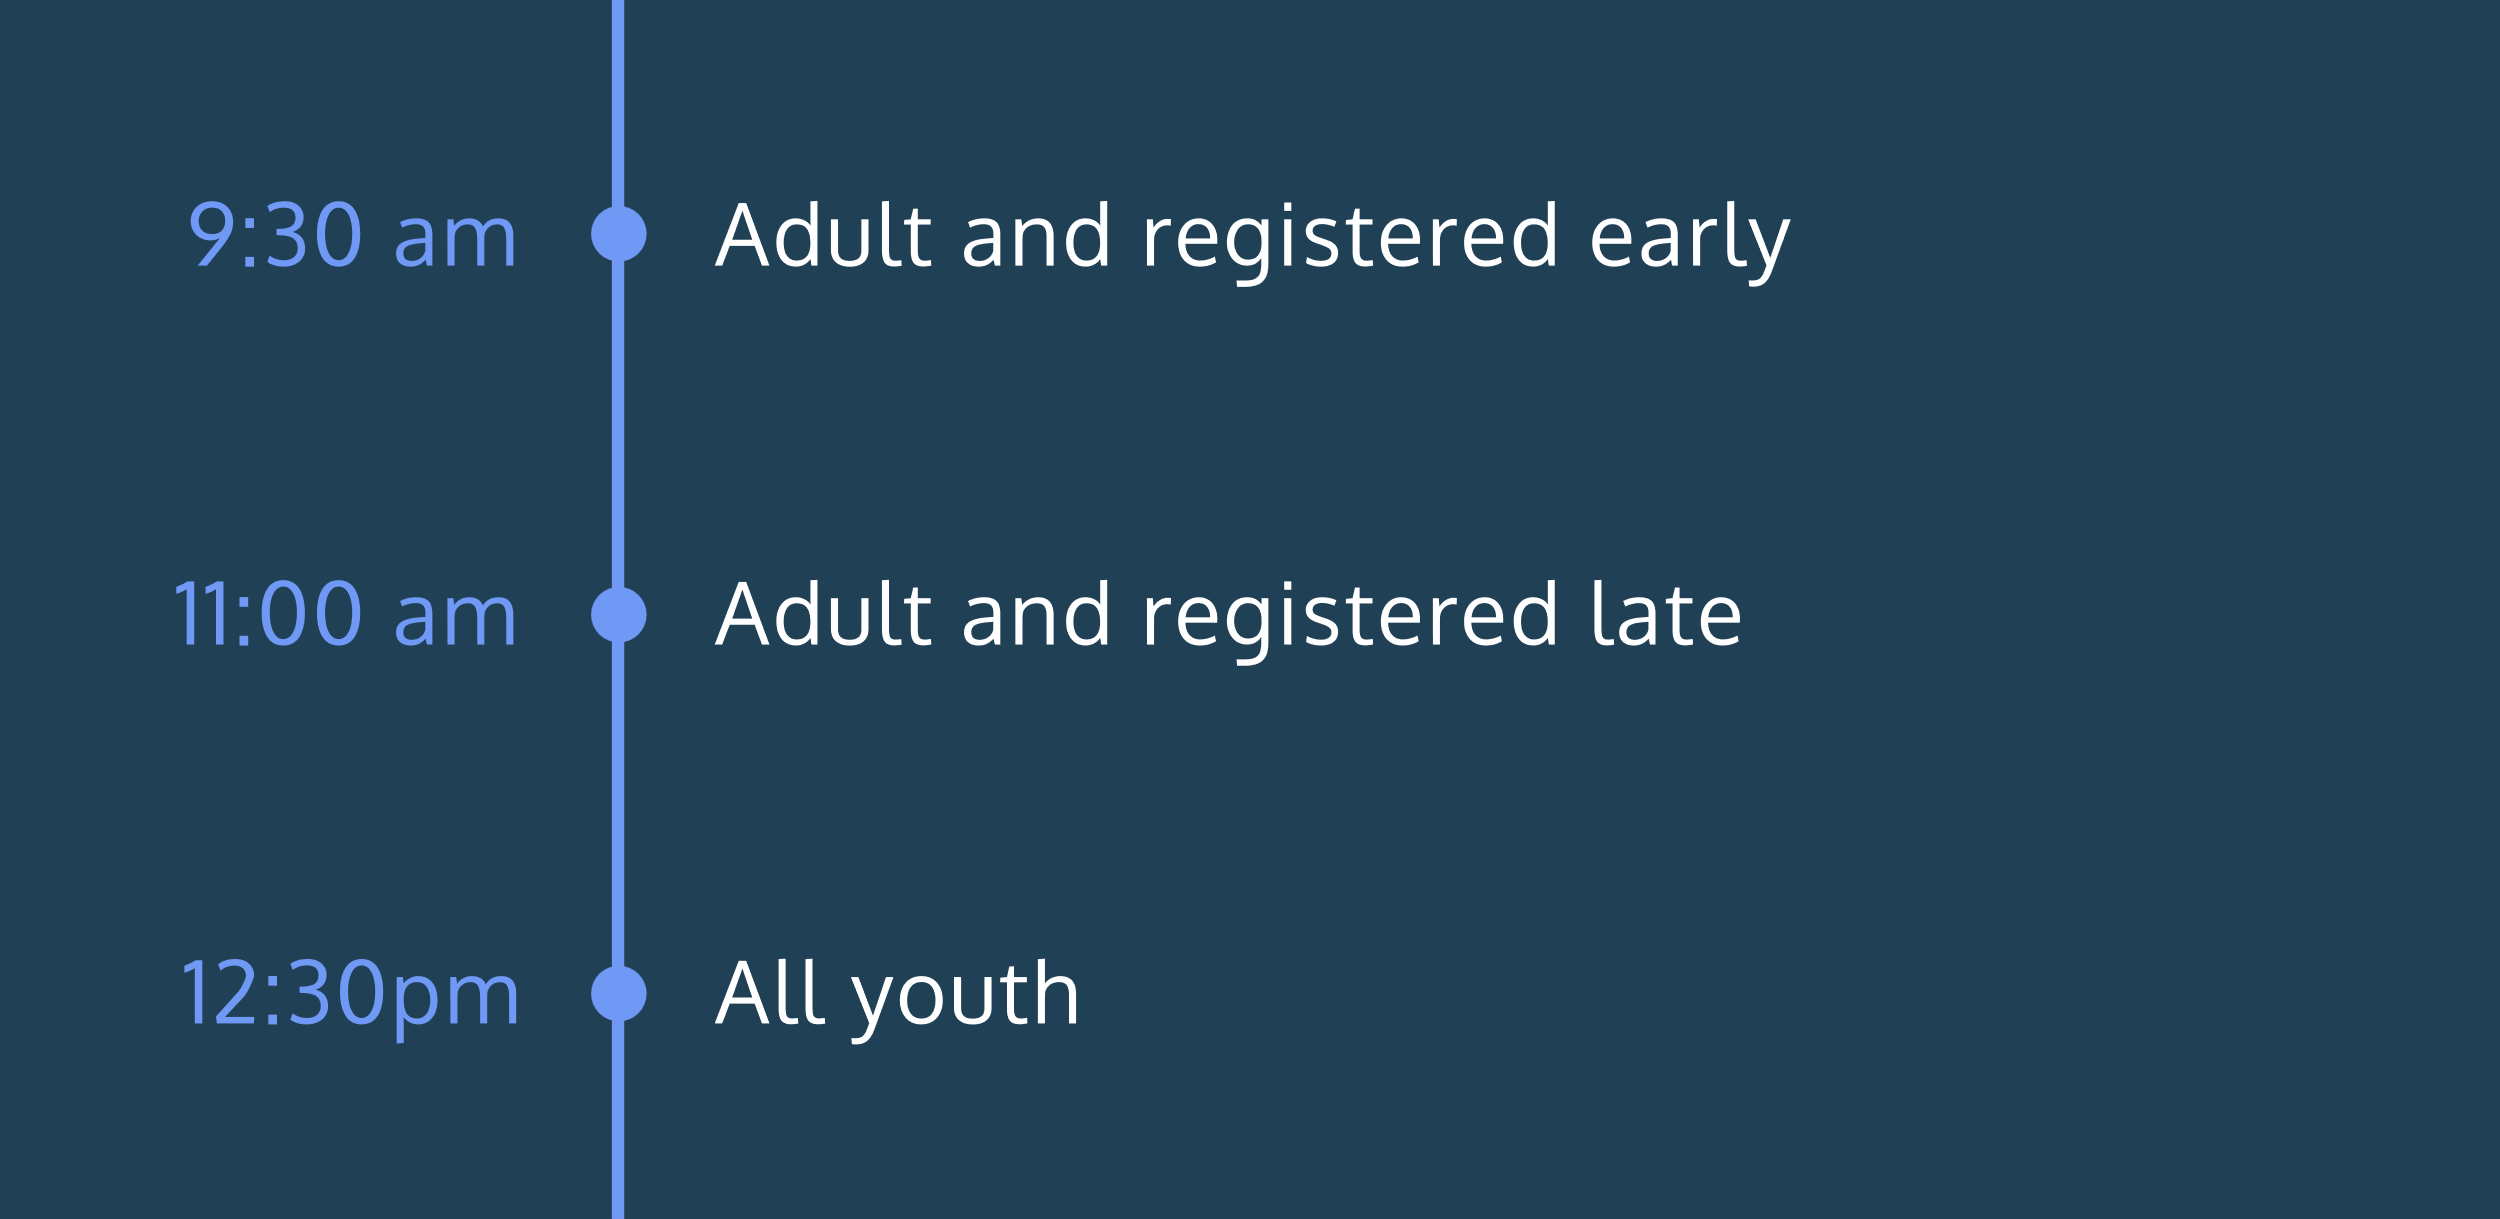 9:30 am Adult and registered early
11:00 am Adult and registered late
12:30pm All youth